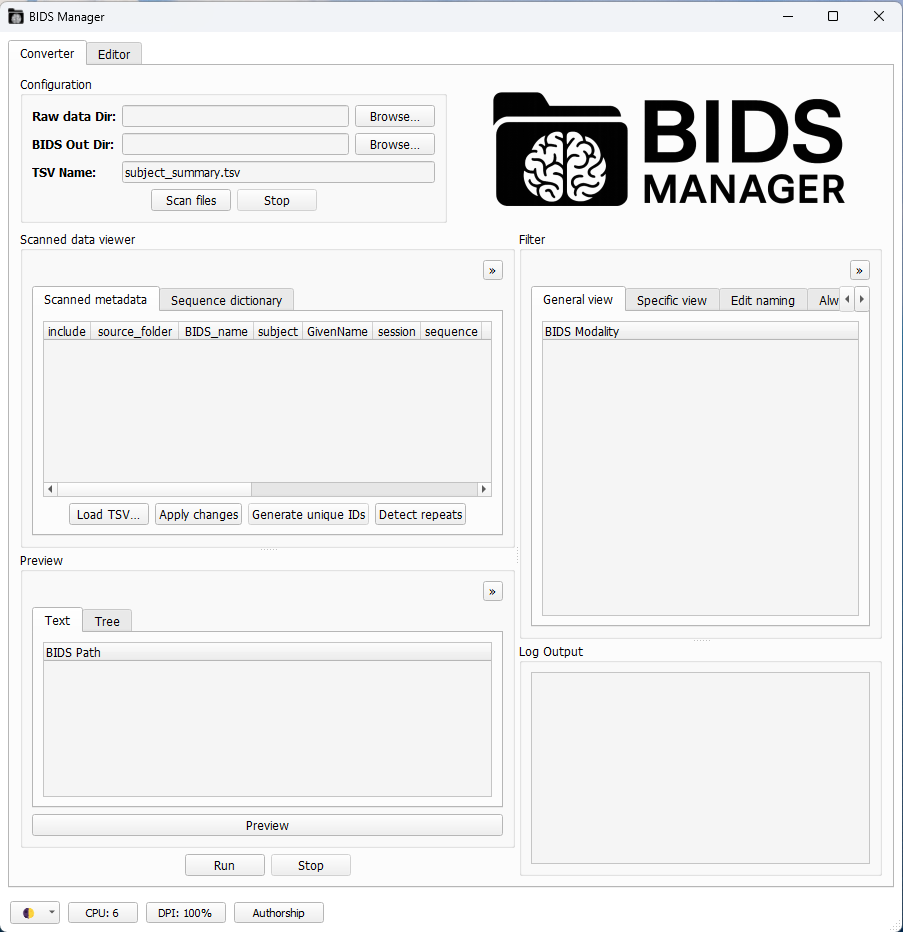 BIDS Manager
Converter
Editor
Configuration
Raw data Dir:
Browse...
BIDS Out Dir:
Browse...
TSV Name:
subject_summary.tsv
Scan files
Stop
BIDS
MANAGER
Scanned data viewer
»
Scanned metadata
Sequence dictionary
include source_folder BIDS_name subject GivenName session sequence
Load TSV...
Apply changes
Generate unique IDs
Detect repeats
Filter
»
General view
Specific view
Edit naming
Alw
BIDS Modality
Preview
»
Text
Tree
BIDS Path
Preview
Run
Stop
Log Output
CPU: 6
DPI: 100%
Authorship